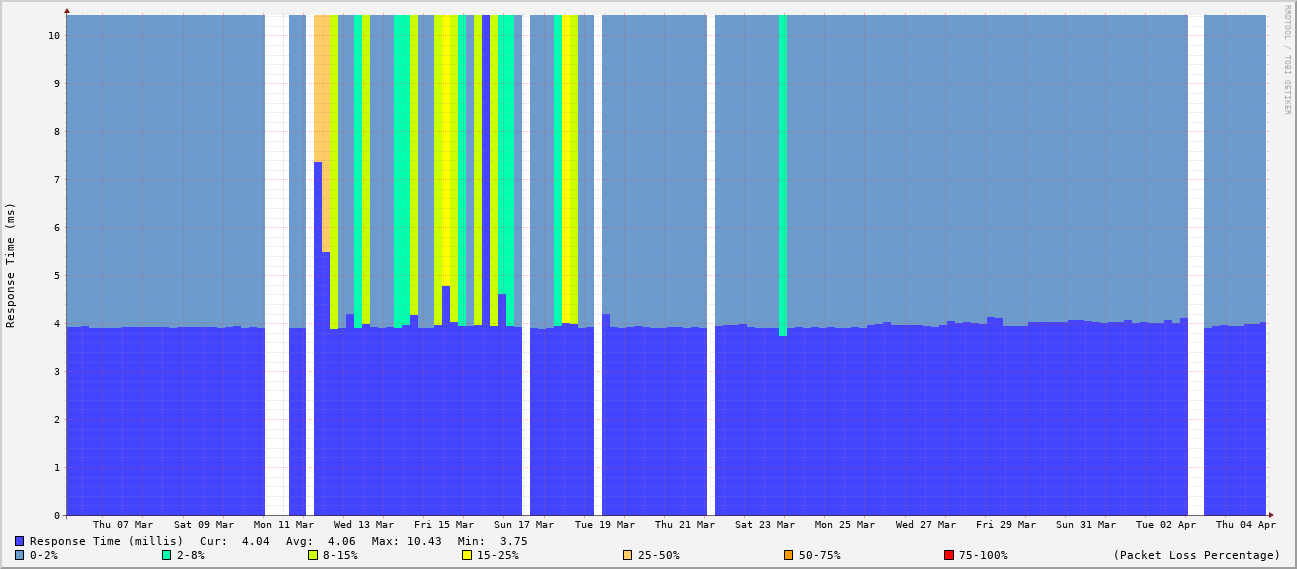 RRDTOOL / TOBI OETIKER
Response Time (ms)
10
9
8
7
6
5
4
3
2
1
0
Thu 07 Mar Sat 09 Mar Mon 11 Mar Wed 13 Mar Fri 15 Mar Sun 17 Mar Tue 19 Mar Thu 21 Mar Sat 23 Mar Mon 25 Mar Wed 27 Mar Fri 29 Mar Sun 31 Mar Tue 02 Apr Thu 04 Apr
Response Time (millis) Cur: 4.04 Avg: 4.06 Max: 10.43 Min: 3.75
0-2% 2-8% 8-15% 15-25% 25-50% 50-75% 75-100% (Packet Loss Percentage)